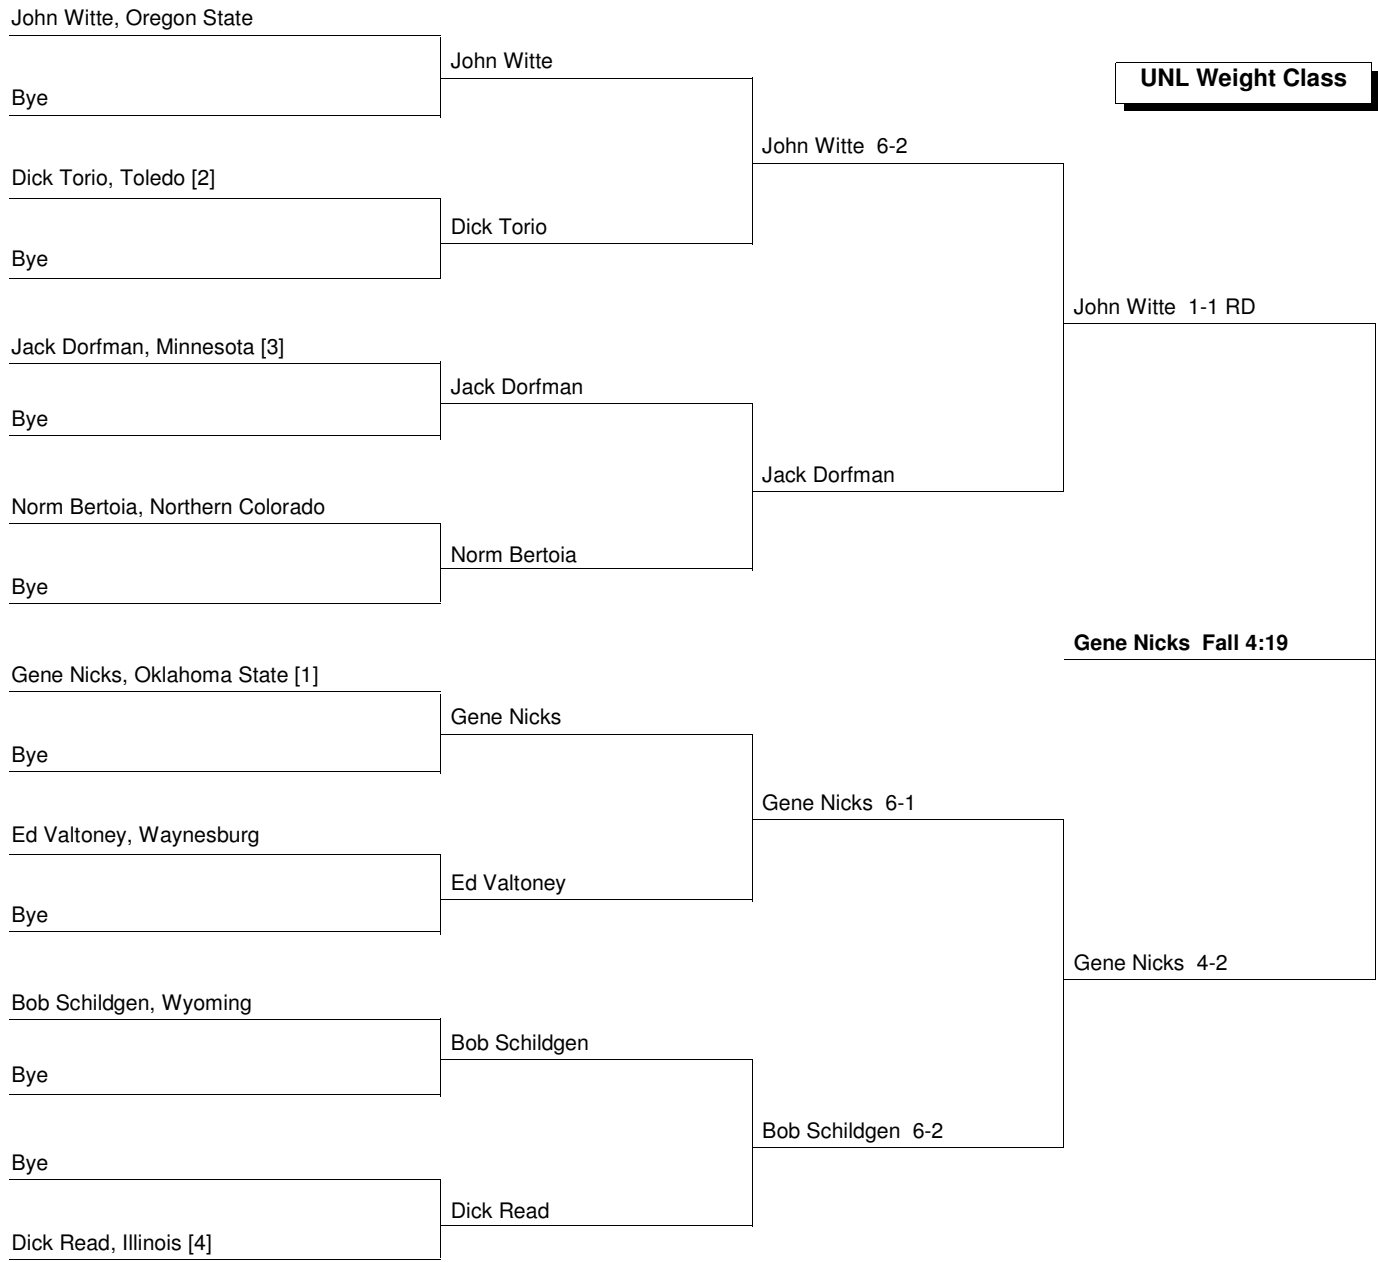 John Witte, Oregon State
John Witte
UNL Weight Class
Bye
John Witte  6-2
Dick Torio, Toledo [2]
Dick Torio
Bye
John Witte  1-1 RD
Jack Dorfman, Minnesota [3]
Jack Dorfman
Bye
Jack Dorfman
Norm Bertoia, Northern Colorado
Norm Bertoia
Bye
Gene Nicks  Fall 4:19
Gene Nicks, Oklahoma State [1]
Gene Nicks
Bye
Gene Nicks  6-1
Ed Valtoney, Waynesburg
Ed Valtoney
Bye
Gene Nicks  4-2
Bob Schildgen, Wyoming
Bob Schildgen
Bye
Bob Schildgen  6-2
Bye
Dick Read
Dick Read, Illinois [4]